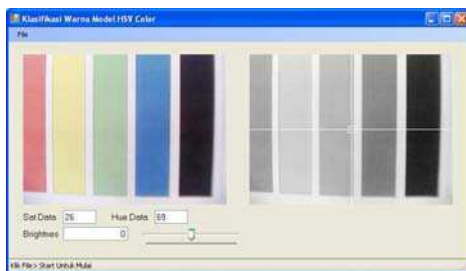 Klasifikasi Warna Model HSV Color
File
Sat Data 26 Hue Data 69
Brightnes 0
Klik File > Start Untuk Mulai